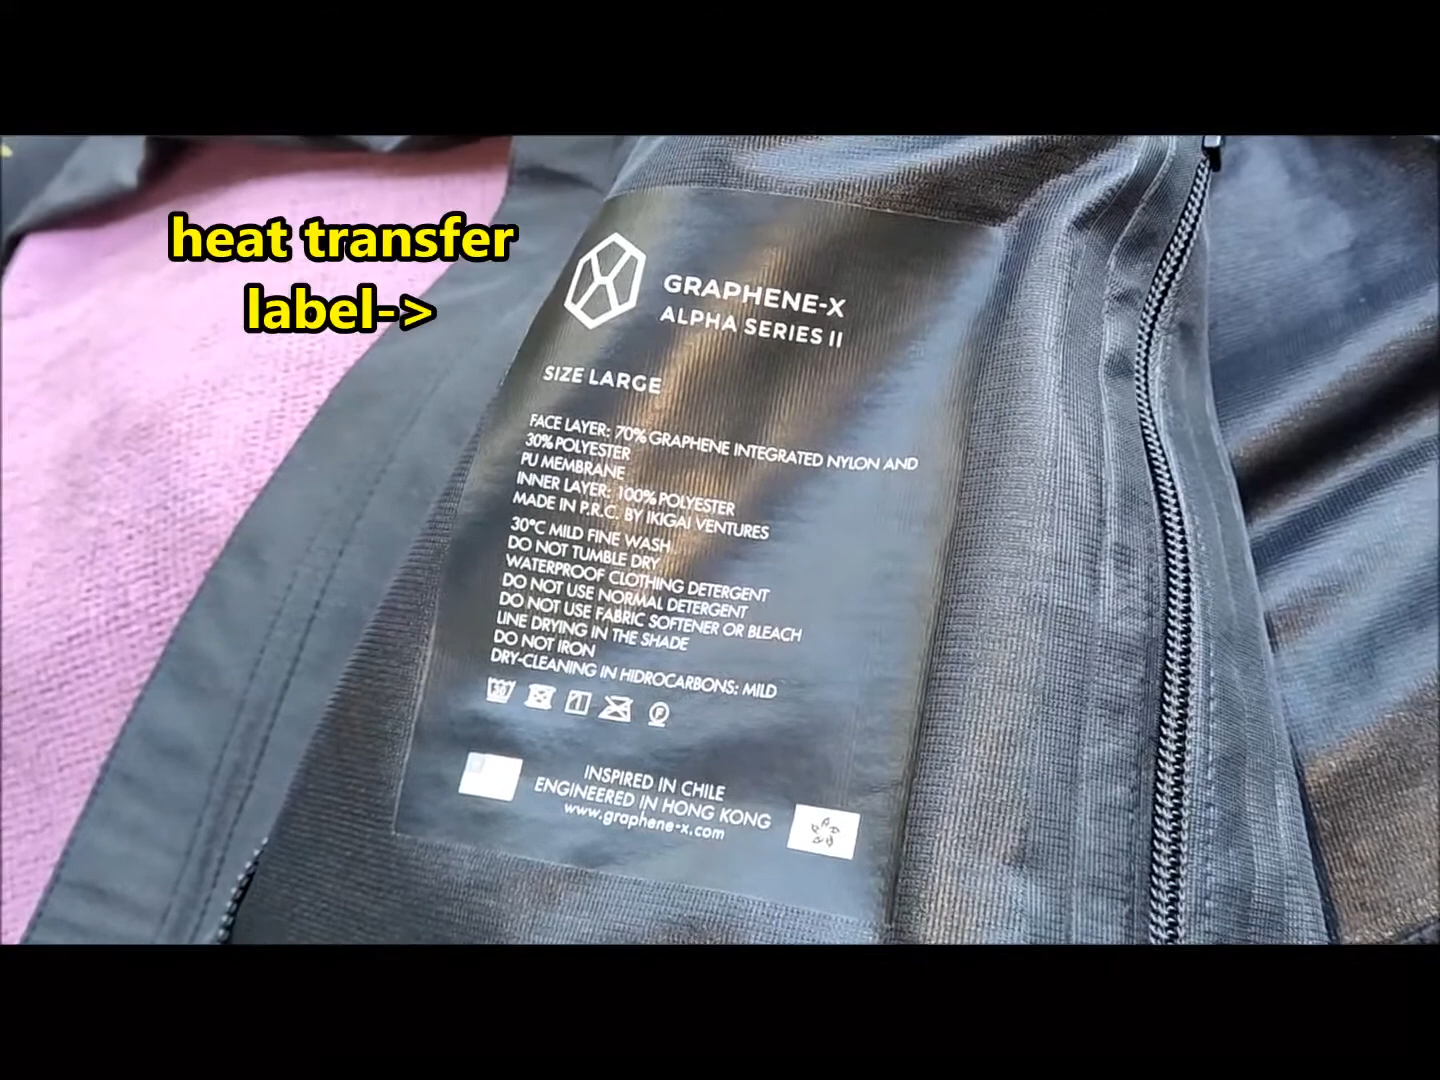 heat transfer
label->
GRAPHENE-X
ALPHA SERIES II
SIZE LARGE
FACE LAYER: 70% GRAPHENE INTEGRATED NYLON AND
30% POLYESTER
PU MEMBRANE
INNER LAYER: 100% POLYESTER
MADE IN P.R.C. BY IKIGAI VENTURES
30°C MILD FINE WASH
DO NOT TUMBLE DRY
WATERPROOF CLOTHING DETERGENT
DO NOT USE NORMAL DETERGENT
DO NOT USE FABRIC SOFTENER OR BLEACH
LINE DRYING IN THE SHADE
DO NOT IRON
DRY-CLEANING IN HIDROCARBONS: MILD
30
F
INSPIRED IN CHILE
ENGINEERED IN HONG KONG
www.graphene-x.com